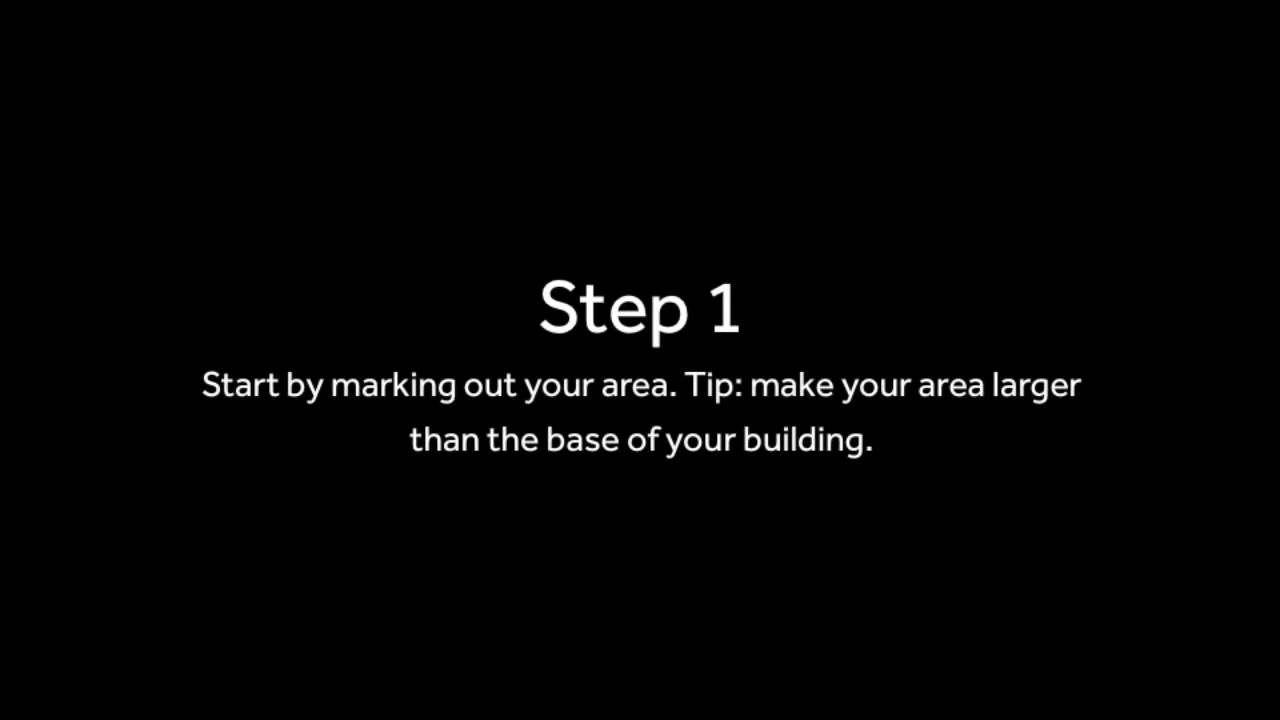 Step 1
Start by marking out your area. Tip: make your area larger
than the base of your building.